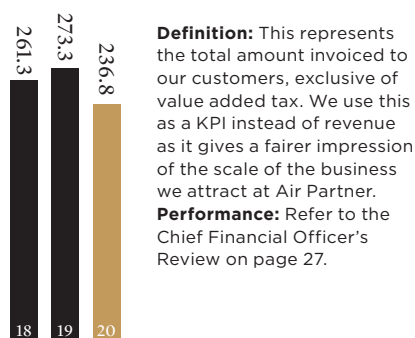 261.3
273.3
236.8
18
19
20
Definition: This represents
the total amount invoiced to
our customers, exclusive of
value added tax. We use this
as a KPI instead of revenue
as it gives a fairer impression
of the scale of the business
we attract at Air Partner.
Performance: Refer to the
Chief Financial Officer’s
Review on page 27.